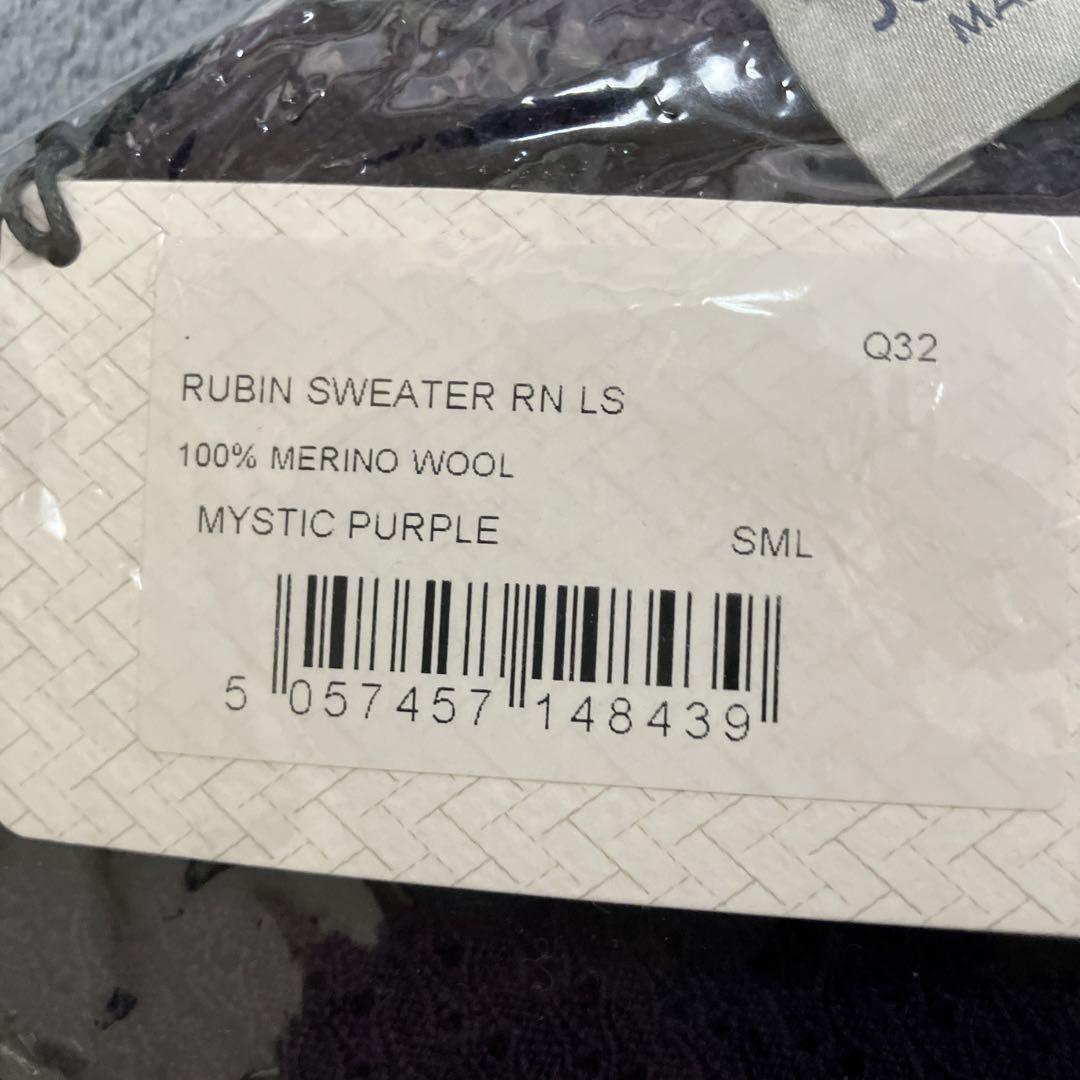 Q32
RUBIN SWEATER RN LS
100% MERINO WOOL
MYSTIC PURPLE SML
5 057457 148439